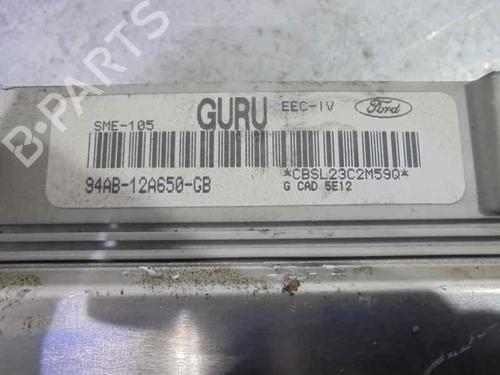 GURU EEC-IV Ford
SME-105
94AB-12A650-GB *CBSL23C2M59Q*
G CAD 5E12
B-PARTS